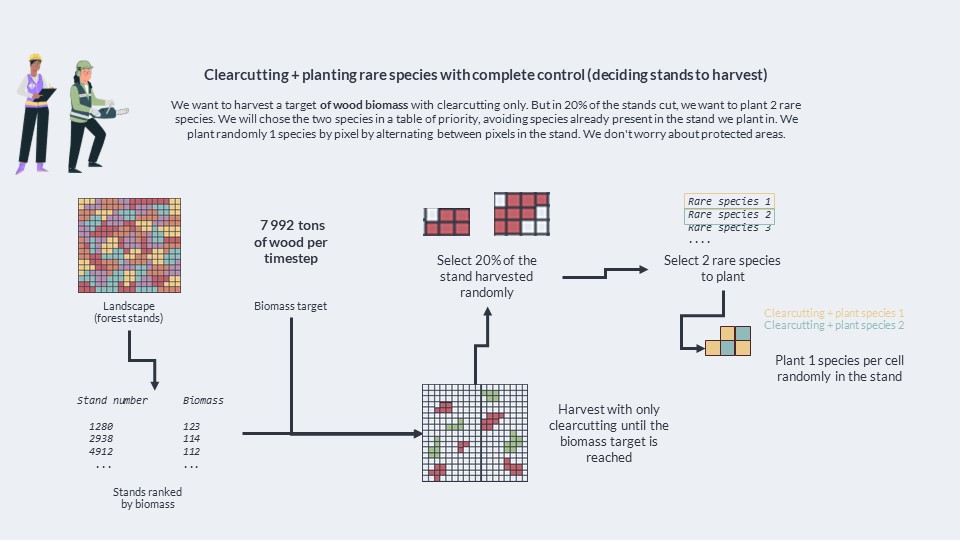 Clearcutting + planting rare species with complete control (deciding stands to harvest)
We want to harvest a target of wood biomass with clearcutting only. But in 20% of the stands cut, we want to plant 2 rare
species. We will chose the two species in a table of priority, avoiding species already present in the stand we plant in. We
plant randomly 1 species by pixel by alternating between pixels in the stand. We don't worry about protected areas.
Landscape
(forest stands)
7 992 tons
of wood per
timestep
Biomass target
Select 20% of the
stand harvested
randomly
Rare species 1
Rare species 2
Rare species 3
....
Select 2 rare species
to plant
Clearcutting + plant species 1
Clearcutting + plant species 2
Plant 1 species per cell
randomly in the stand
Stand number Biomass
1280 123
2938 114
4912 112
... ...
Stands ranked
by biomass
Harvest with only
clearcutting until the
biomass target is
reached